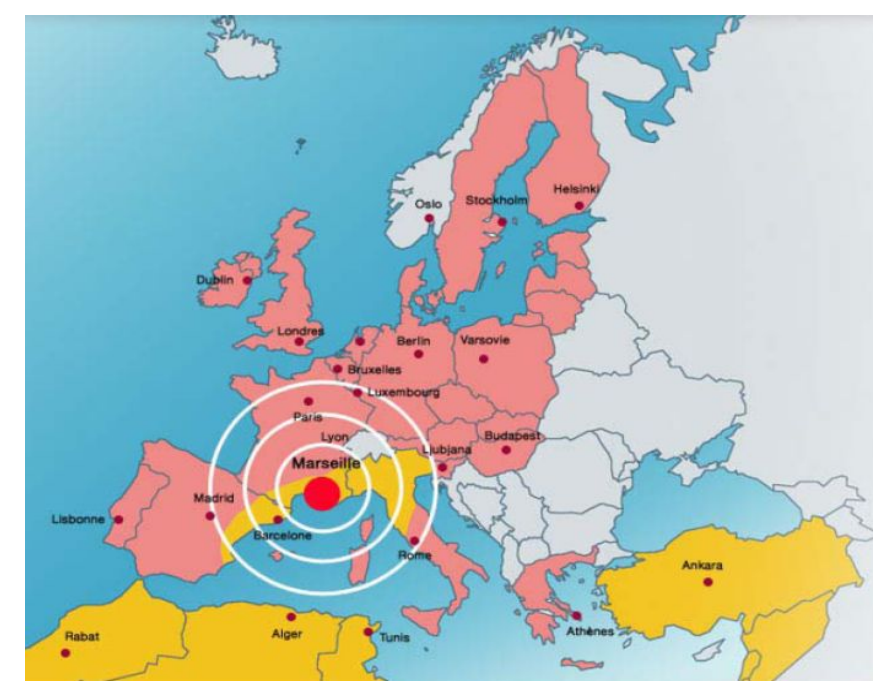 Helsinki
Stockholm
Oslo
Dublin
Londres
Berlin
Varsovie
Bruxelles
Luxembourg
Paris
Lyon
Budapest
Ljubjana
Marseille
Madrid
Lisbonne
Barcelone
Rome
Ankara
Athènes
Rabat
Alger
Tunis